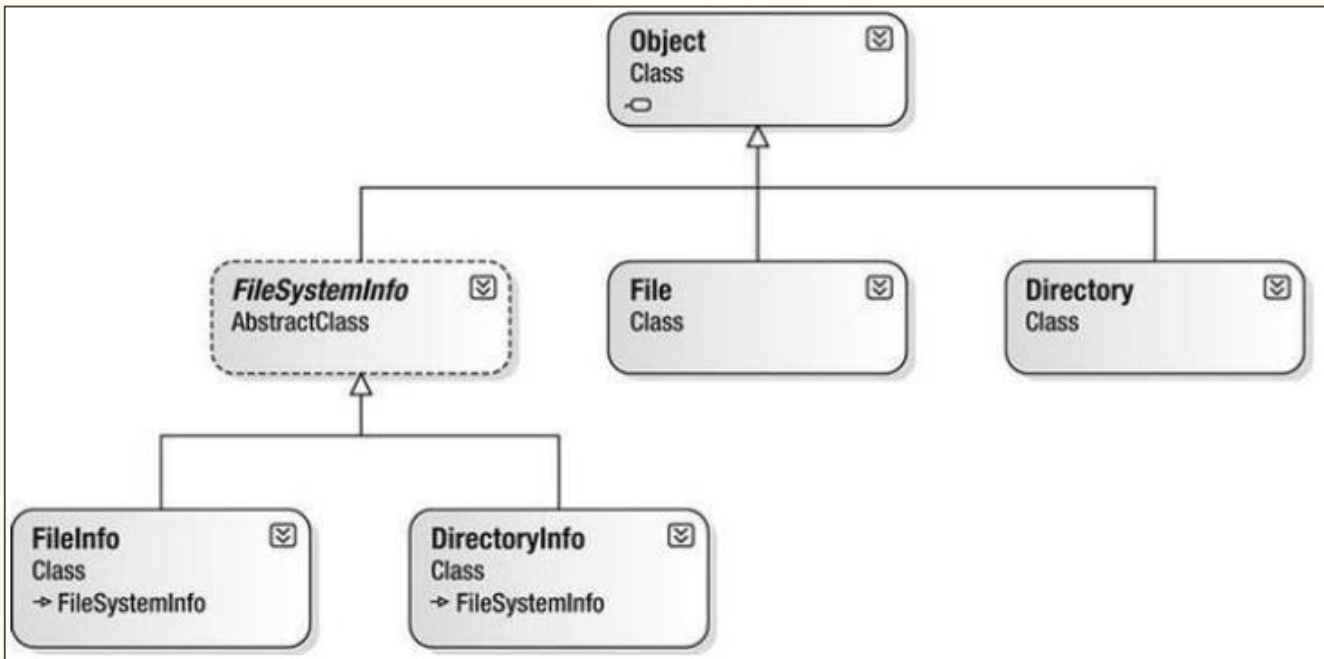 Object
Class
FileSystemInfo
AbstractClass
File
Class
Directory
Class
FileInfo
Class
FileSystemInfo
DirectoryInfo
Class
FileSystemInfo